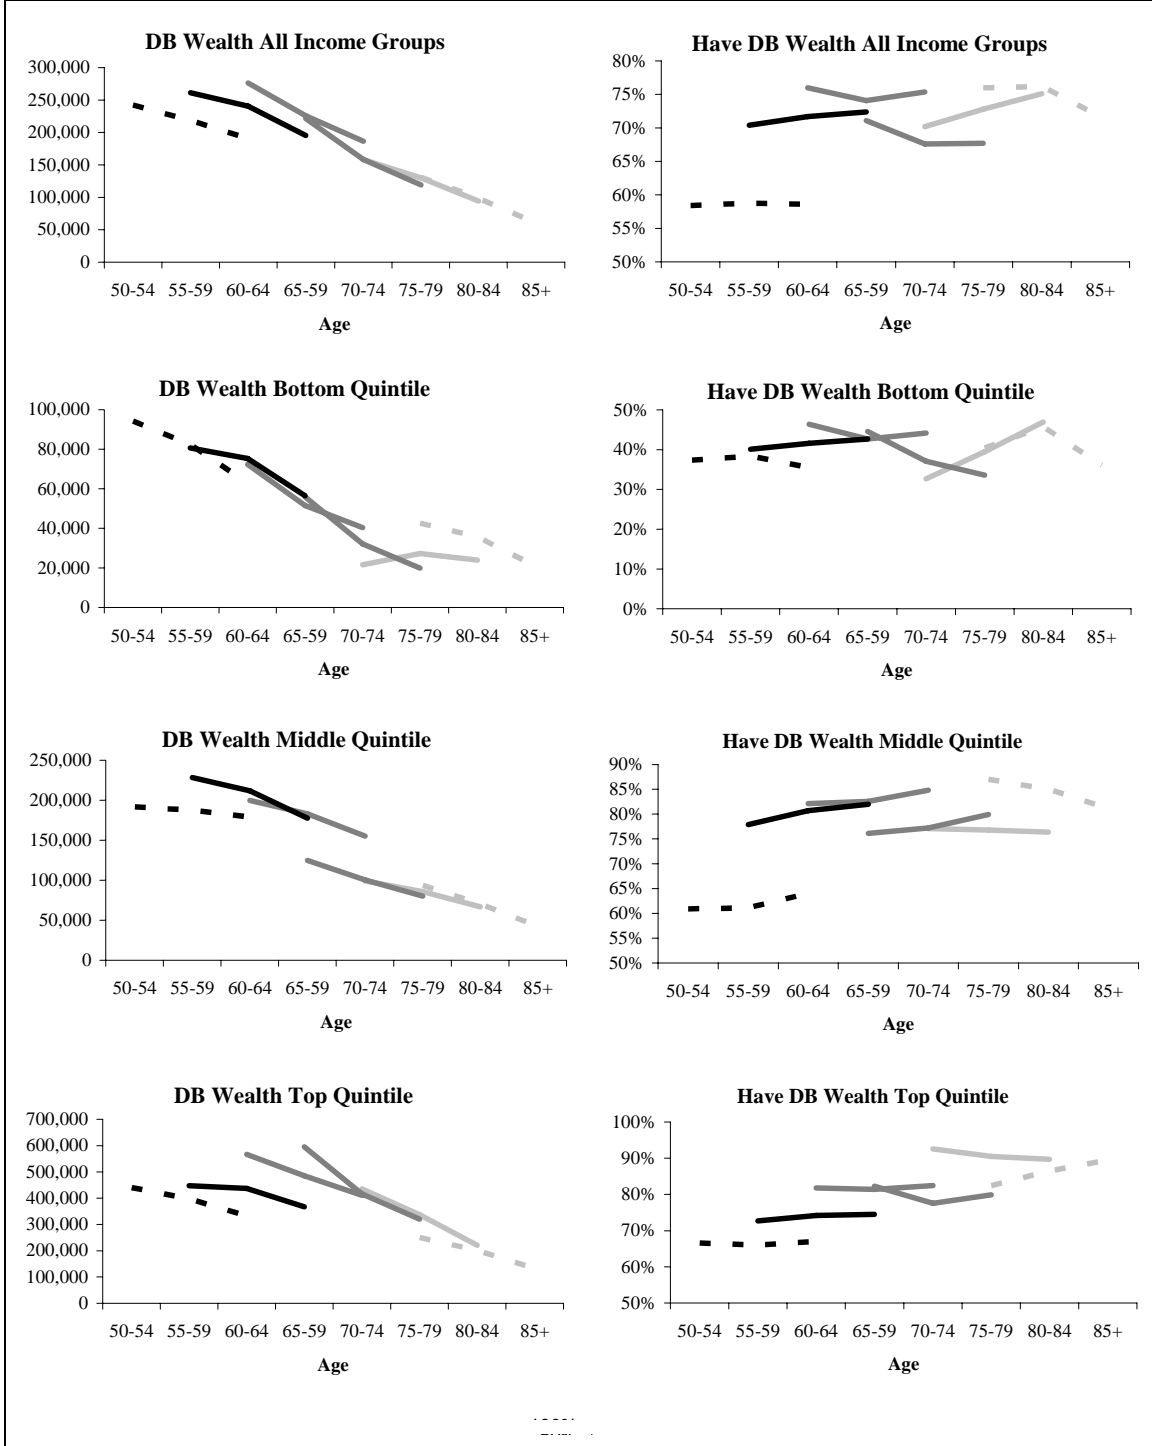 DB Wealth All Income Groups
300,000
250,000
200,000
150,000
100,000
50,000
0
50-54 55-59 60-64 65-59 70-74 75-79 80-84 85+
Age
Have DB Wealth All Income Groups
80%
75%
70%
65%
60%
55%
50%
50-54 55-59 60-64 65-59 70-74 75-79 80-84 85+
Age
DB Wealth Bottom Quintile
100,000
80,000
60,000
40,000
20,000
0
50-54 55-59 60-64 65-59 70-74 75-79 80-84 85+
Age
Have DB Wealth Bottom Quintile
50%
40%
30%
20%
10%
0%
50-54 55-59 60-64 65-59 70-74 75-79 80-84 85+
Age
DB Wealth Middle Quintile
250,000
200,000
150,000
100,000
50,000
0
50-54 55-59 60-64 65-59 70-74 75-79 80-84 85+
Age
Have DB Wealth Middle Quintile
90%
85%
80%
75%
70%
65%
60%
55%
50%
50-54 55-59 60-64 65-59 70-74 75-79 80-84 85+
Age
DB Wealth Top Quintile
700,000
600,000
500,000
400,000
300,000
200,000
100,000
0
50-54 55-59 60-64 65-59 70-74 75-79 80-84 85+
Age
Have DB Wealth Top Quintile
100%
90%
80%
70%
60%
50%
50-54 55-59 60-64 65-59 70-74 75-79 80-84 85+
Age